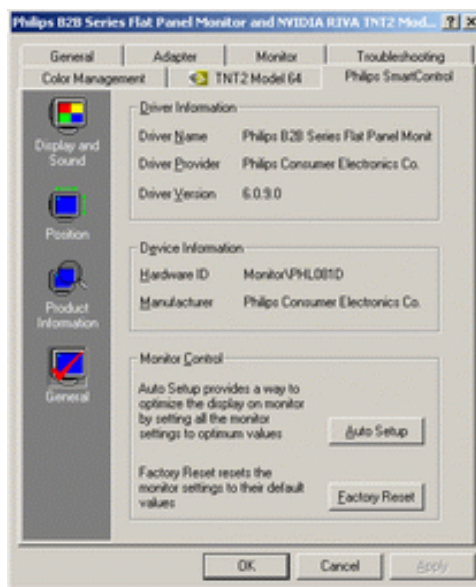 Philips B2B Series Flat Panel Monitor and NVIDIA RIVA TNT2 Mod...
General Adapter Monitor Troubleshooting
Color Management TNT2 Model 64 Philips SmartControl
Display and
Sound
Position
Product
Information
General
Driver Information
Driver Name Philips B2B Series Flat Panel Monit
Driver Provider Philips Consumer Electronics Co.
Driver Version 6.0.9.0
Device Information
Hardware ID Monitor\PHL081D
Manufacturer Philips Consumer Electronics Co.
Monitor Control
Auto Setup provides a way to
optimize the display on monitor
by setting all the monitor
settings to optimum values
Auto Setup
Factory Reset resets the
monitor settings to their default
values
Factory Reset
OK Cancel Apply